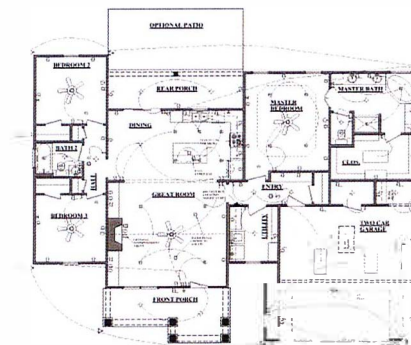 OPTIONAL PATIO
BEDROOM 2
REAR PORCH
MASTER BATH
MASTER
BEDROOM
DINING
BATH 2
CLOS.
HALL
ENTRY
GREAT ROOM
BEDROOM 3
UTILITY
TWO CAR
GARAGE
FRONT PORCH